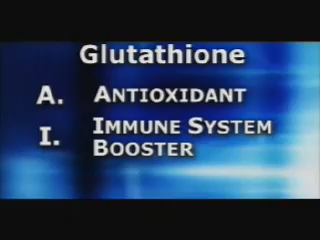 Glutathione
A. ANTIOXIDANT
I. IMMUNE SYSTEM
BOOSTER